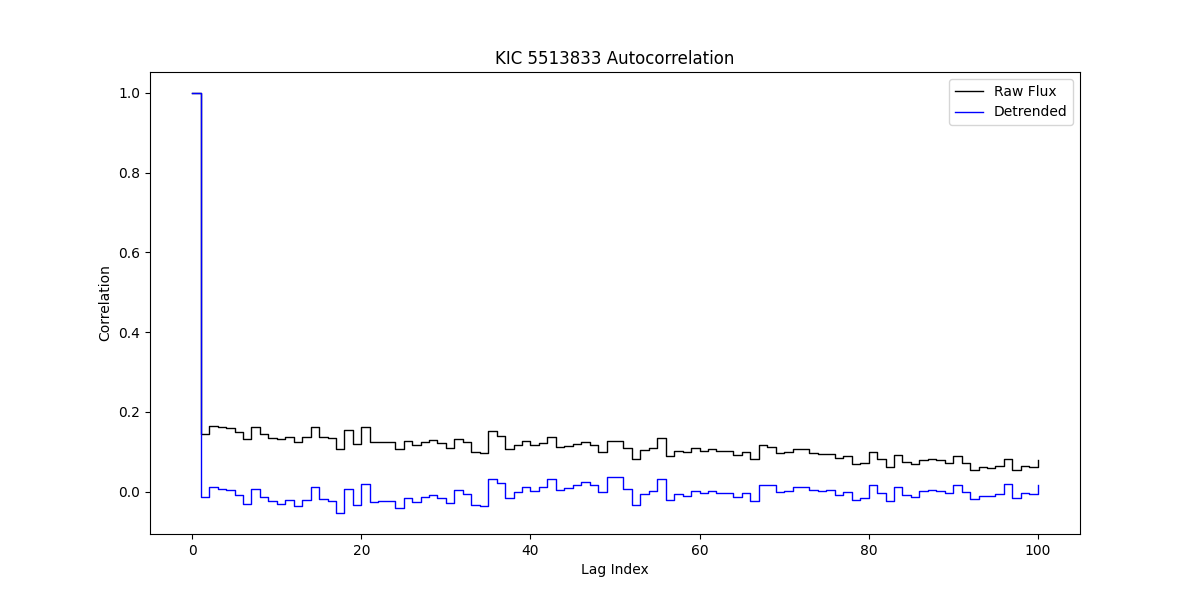 KIC 5513833 Autocorrelation
Raw Flux
Detrended
Correlation
1.0
0.8
0.6
0.4
0.2
0.0
0 20 40 60 80 100
Lag Index